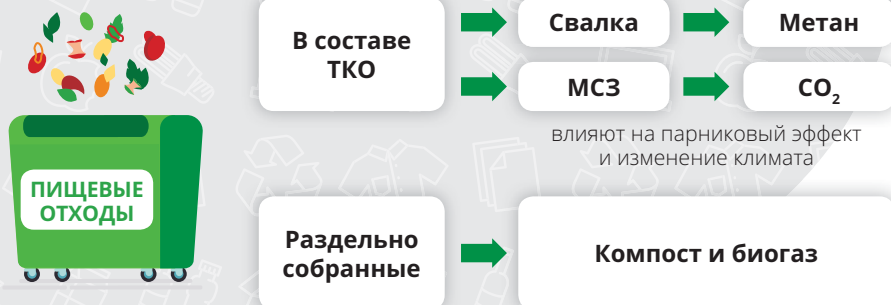 ПИЩЕВЫЕ
ОТХОДЫ
В составе
ТКО
Свалка
Метан
МСЗ
CO₂
влияют на парниковый эффект
и изменение климата
Раздельно
собранные
Компост и биогаз